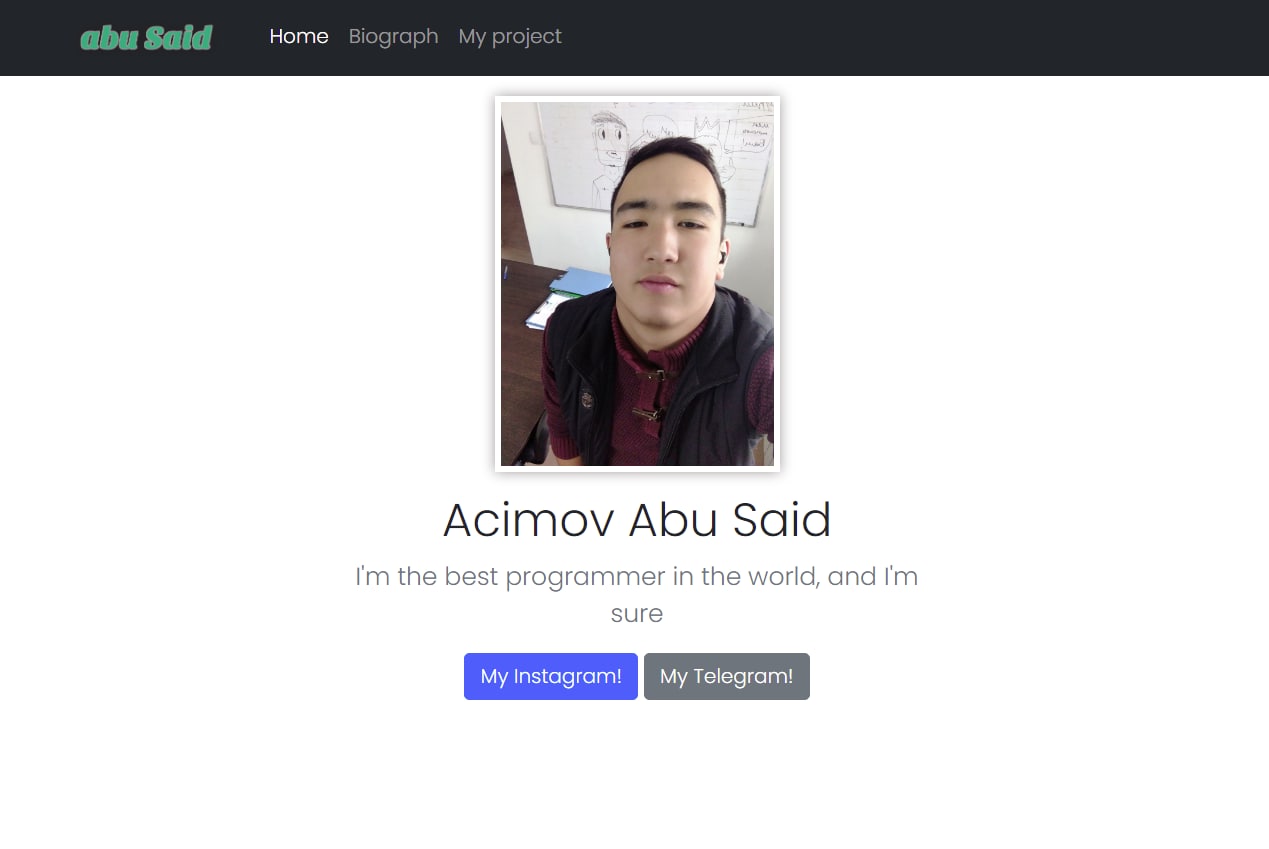 abu Said
Home
Biograph
My project
Acimov Abu Said
I'm the best programmer in the world, and I'm
sure
My Instagram!
My Telegram!